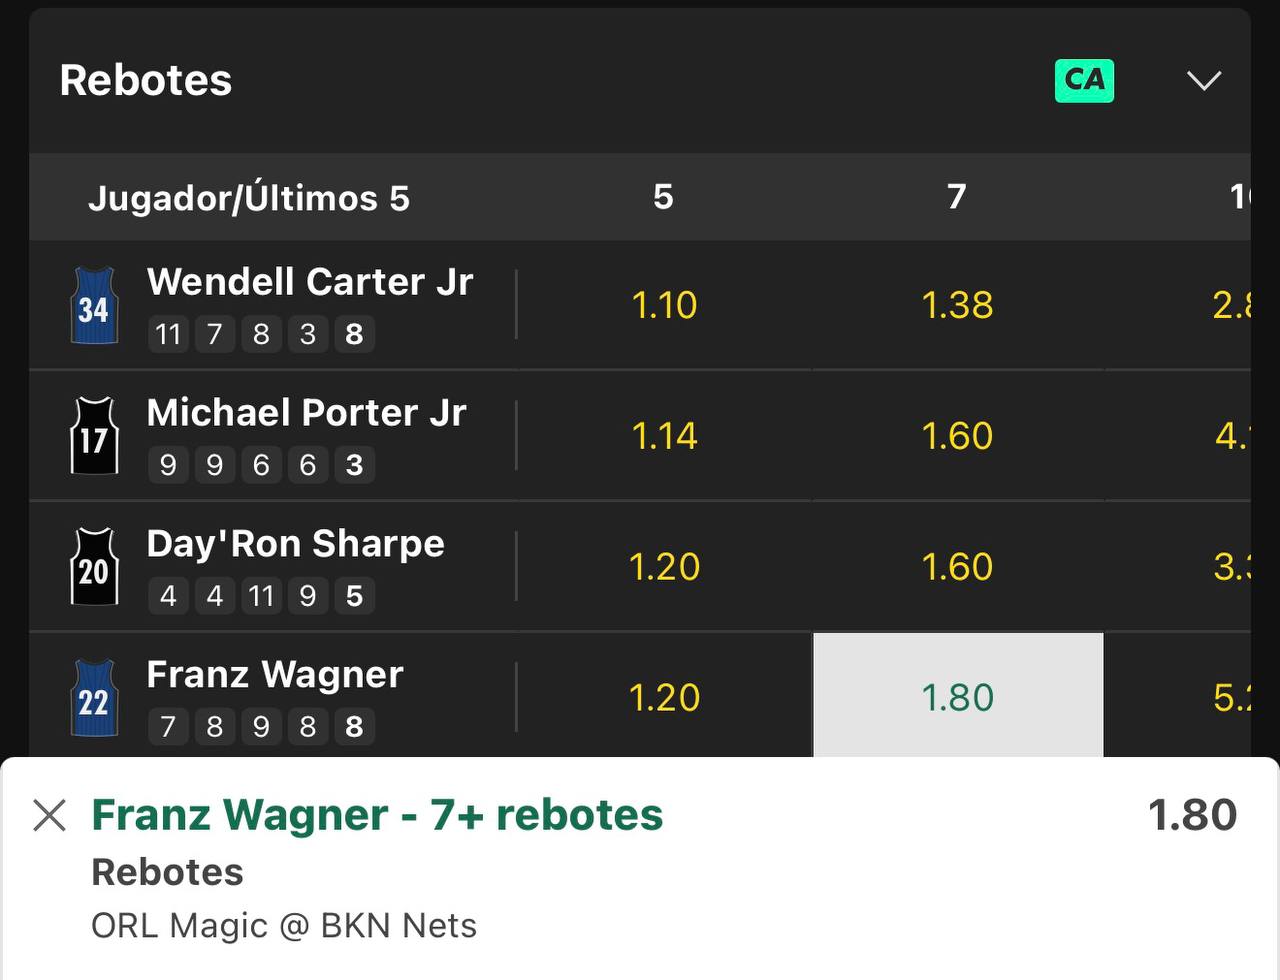 Rebotes CA
Jugador/Últimos 5 5 7
34 Wendell Carter Jr 1.10 1.38
11 7 8 3 8
17 Michael Porter Jr 1.14 1.60
9 9 6 6 3
20 Day'Ron Sharpe 1.20 1.60
4 4 11 9 5
22 Franz Wagner 1.20 1.80
7 8 9 8 8
Franz Wagner - 7+ rebotes 1.80
Rebotes
ORL Magic @ BKN Nets